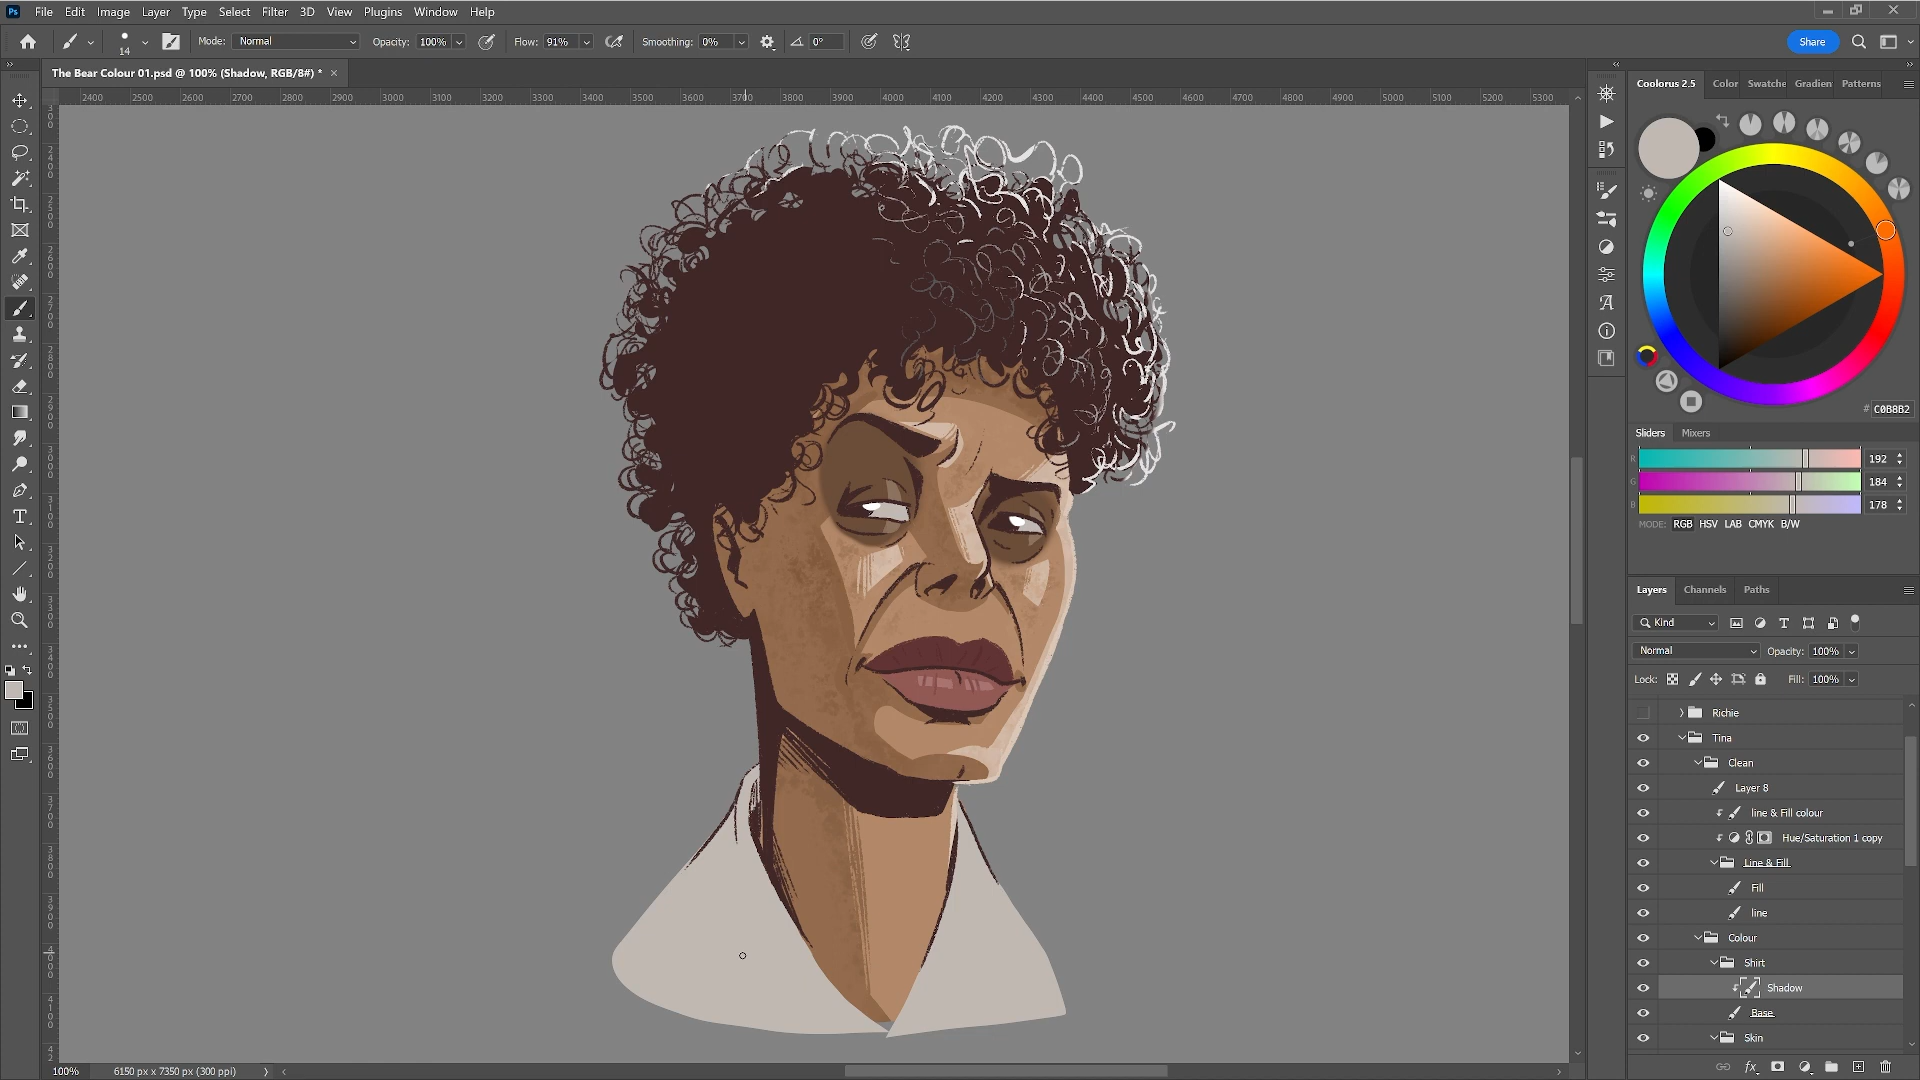 Ps File Edit Image Layer Type Select Filter 3D View Plugins Window Help
14 Mode: Normal Opacity: 100% Flow: 91% Smoothing: 0% 0° Share
The Bear Colour 01.psd @ 100% (Shadow, RGB/8#) * ×
2400 2500 2600 2700 2800 2900 3000 3100 3200 3300 3400 3500 3600 3700 3800 3900 4000 4100 4200 4300 4400 4500 4600 4700 4800 4900 5000 5100 5200 5300
Coolorus 2.5 Color Swatche Gradien Patterns
# C0B8B2
Sliders Mixers
R 192
G 184
B 178
MODE: RGB HSV LAB CMYK B/W
Layers Channels Paths
Kind
Normal Opacity: 100%
Lock: Fill: 100%
Richie
Tina
Clean
Layer 8
line & Fill colour
Hue/Saturation 1 copy
Line & Fill
Fill
line
Colour
Shirt
Shadow
Base
Skin
100% 6150 px x 7350 px (300 ppi)